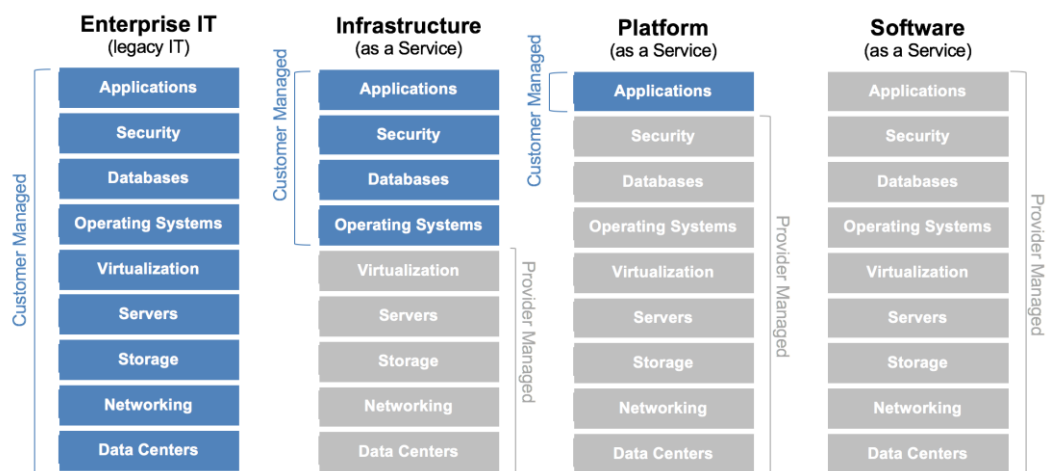 Enterprise IT
(legacy IT)
Customer Managed
Applications
Security
Databases
Operating Systems
Virtualization
Servers
Storage
Networking
Data Centers
Infrastructure
(as a Service)
Customer Managed
Applications
Security
Databases
Operating Systems
Virtualization
Servers
Storage
Networking
Data Centers
Provider Managed
Platform
(as a Service)
Customer Managed
Applications
Security
Databases
Operating Systems
Virtualization
Servers
Storage
Networking
Data Centers
Provider Managed
Software
(as a Service)
Applications
Security
Databases
Operating Systems
Virtualization
Servers
Storage
Networking
Data Centers
Provider Managed